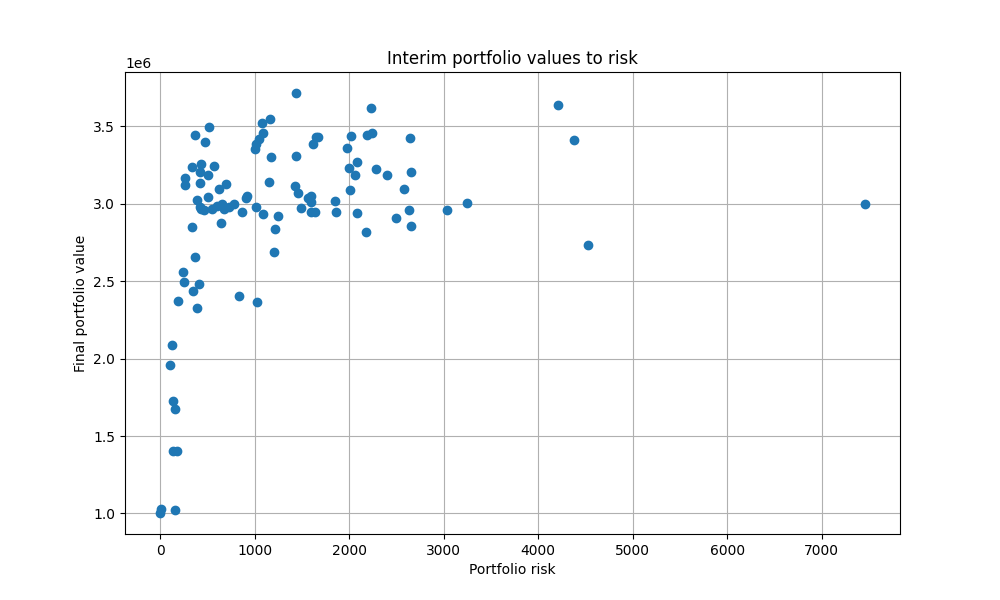 Interim portfolio values to risk
1e6
3.5
3.0
2.5
2.0
1.5
1.0
Final portfolio value
0 1000 2000 3000 4000 5000 6000 7000
Portfolio risk